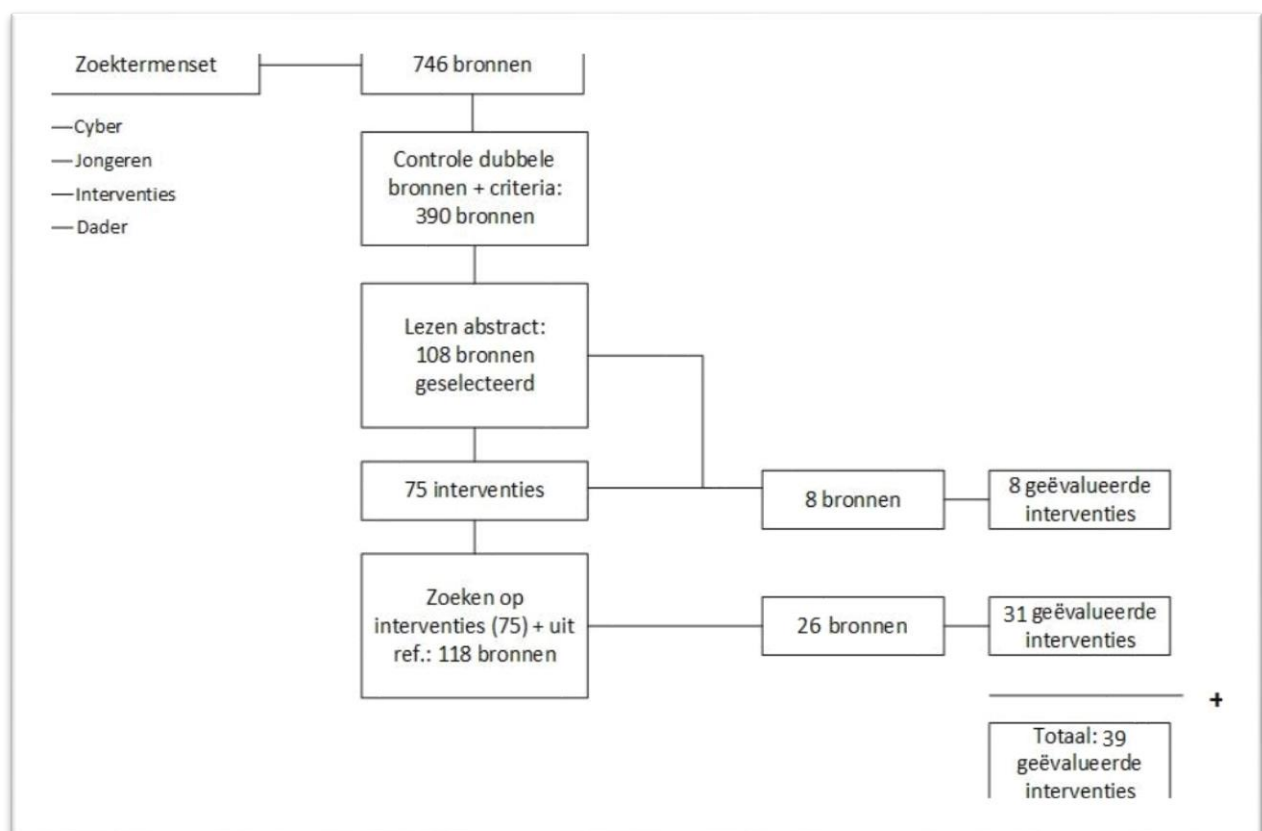 Zoektermenset
746 bronnen
—Cyber
—Jongeren
—Interventies
—Dader
Controle dubbele
bronnen + criteria:
390 bronnen
Lezen abstract:
108 bronnen
geselecteerd
75 interventies
8 bronnen
8 geëvalueerde
interventies
Zoeken op
interventies (75) + uit
ref.: 118 bronnen
26 bronnen
31 geëvalueerde
interventies
+
Totaal: 39
geëvalueerde
interventies